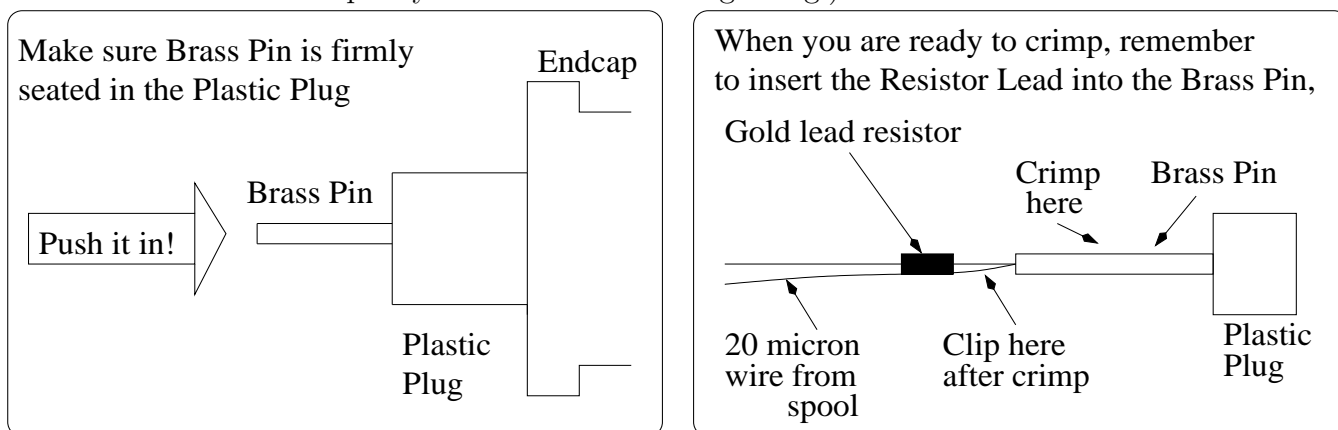 Make sure Brass Pin is firmly
seated in the Plastic Plug
Endcap
Brass Pin
Push it in!
Plastic
Plug
When you are ready to crimp, remember
to insert the Resistor Lead into the Brass Pin,
Gold lead resistor
Crimp
here
Brass Pin
20 micron
wire from
spool
Clip here
after crimp
Plastic
Plug